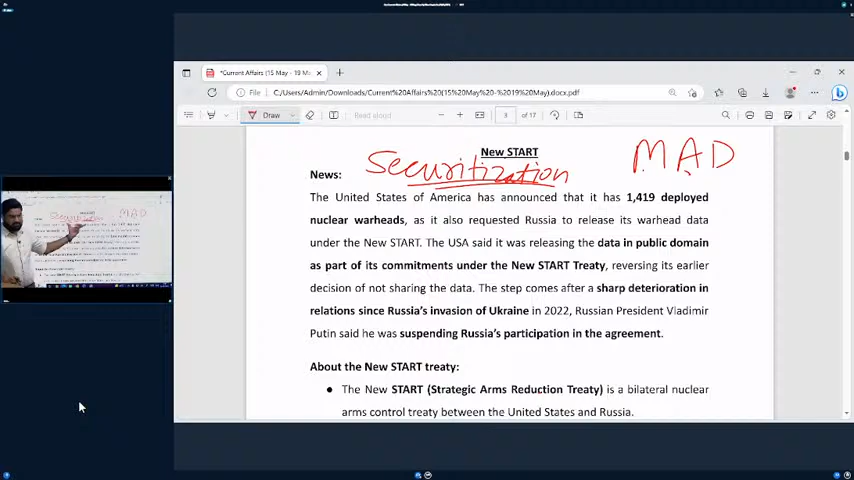 *Current Affairs (15 May - 19 M
File
C:/Users/Admin/Downloads/Current%20Affairs%20(15%20May%20-%2019%20May).docx.pdf
Draw
Read aloud
3 of 17
New START
Securitization
M A D
News:
The United States of America has announced that it has 1,419 deployed
nuclear warheads, as it also requested Russia to release its warhead data
under the New START. The USA said it was releasing the data in public domain
as part of its commitments under the New START Treaty, reversing its earlier
decision of not sharing the data. The step comes after a sharp deterioration in
relations since Russia's invasion of Ukraine in 2022, Russian President Vladimir
Putin said he was suspending Russia's participation in the agreement.
About the New START treaty:
● The New START (Strategic Arms Reduction Treaty) is a bilateral nuclear
arms control treaty between the United States and Russia.